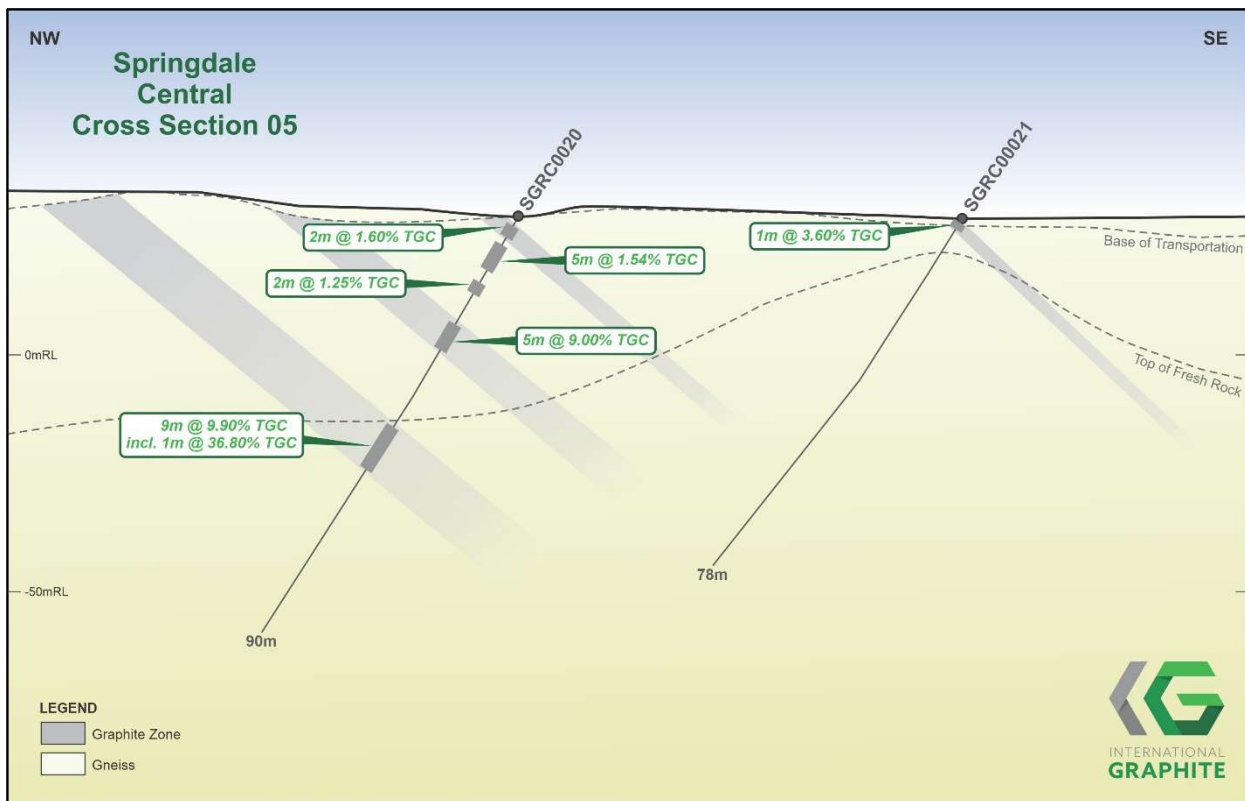 NW
SE
Springdale
Central
Cross Section 05
SGRC0020
SGRC00021
2m @ 1.60% TGC
1m @ 3.60% TGC
Base of Transportation
5m @ 1.54% TGC
2m @ 1.25% TGC
5m @ 9.00% TGC
0mRL
Top of Fresh Rock
9m @ 9.90% TGC
incl. 1m @ 36.80% TGC
78m
-50mRL
90m
LEGEND
Graphite Zone
Gneiss
INTERNATIONAL
GRAPHITE